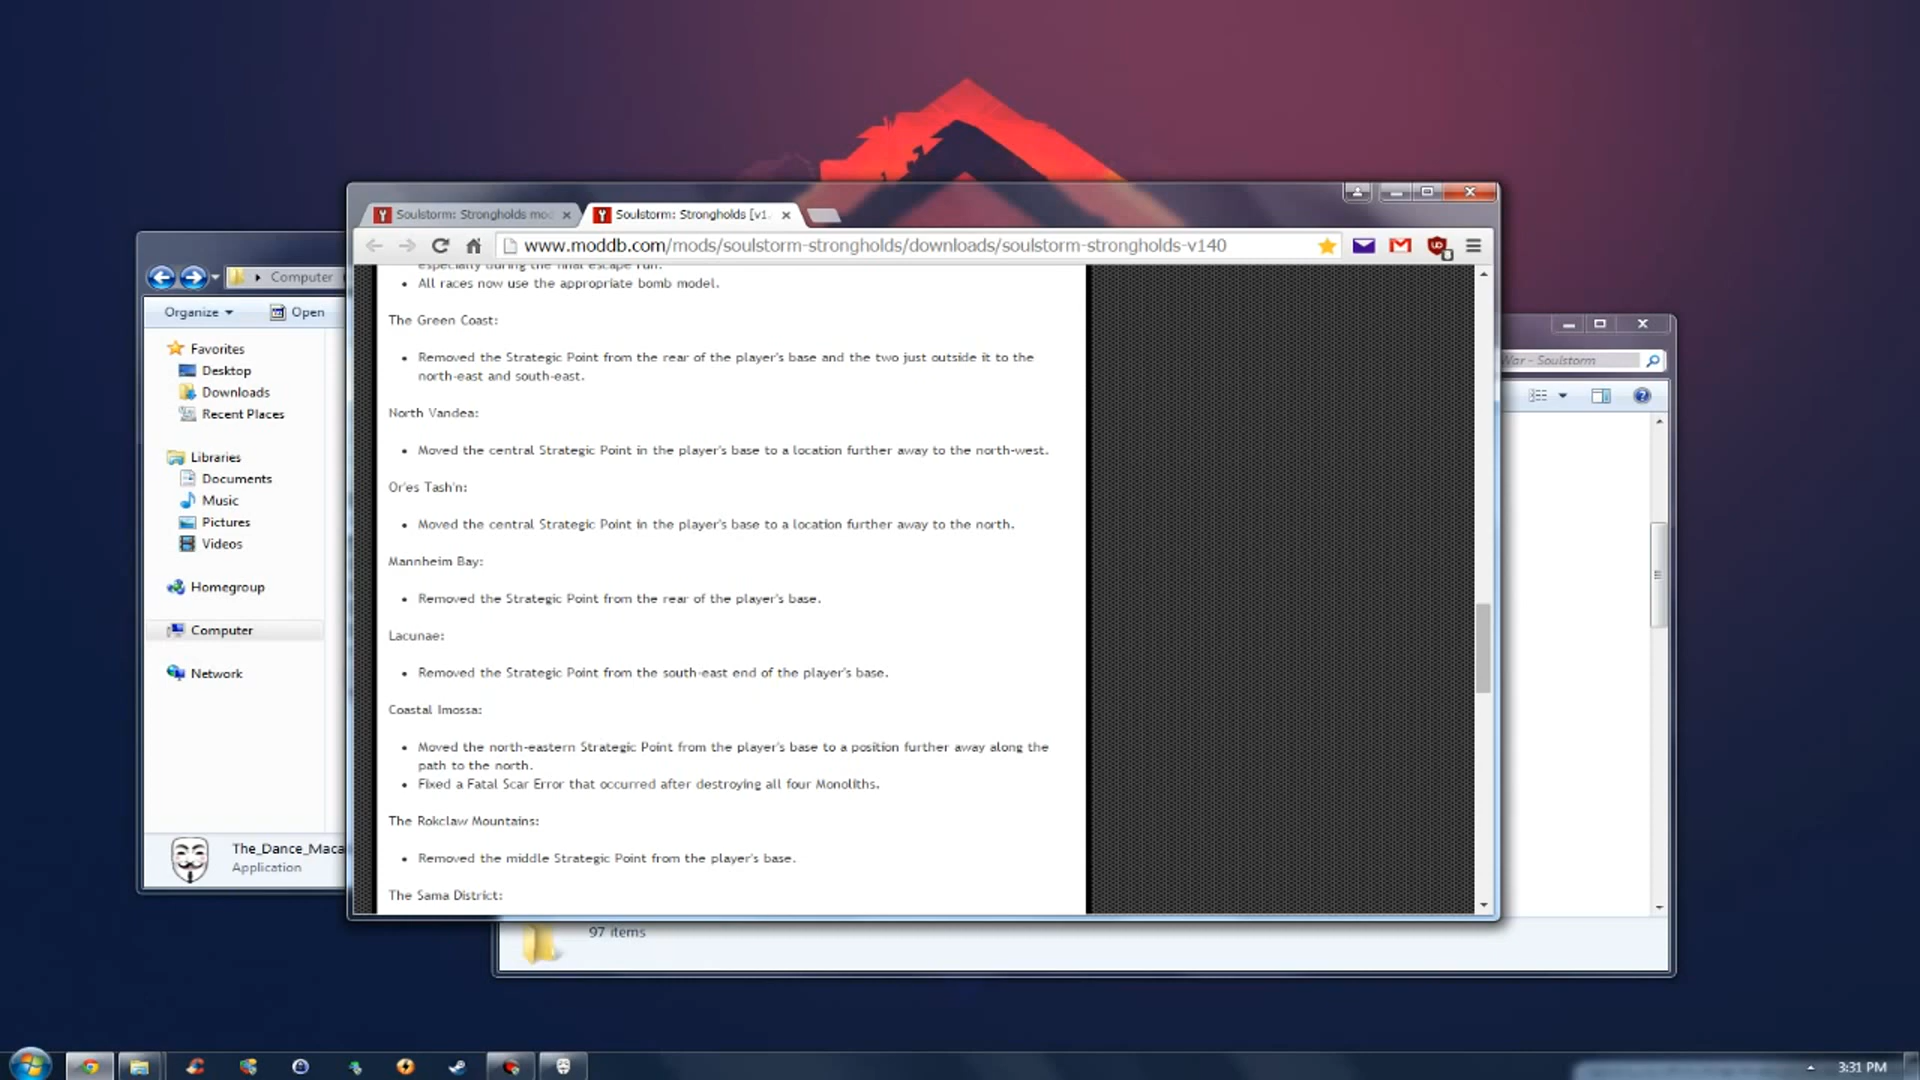 Soulstorm: Strongholds mo
Soulstorm: Strongholds [v1.
www.moddb.com/mods/soulstorm-strongholds/downloads/soulstorm-strongholds-v140
Computer
Organize
Open
Favorites
Desktop
Downloads
Recent Places
Libraries
Documents
Music
Pictures
Videos
Homegroup
Computer
Network
The_Dance_Maca
Application
especially during the final escape run.
• All races now use the appropriate bomb model.
The Green Coast:
• Removed the Strategic Point from the rear of the player's base and the two just outside it to the
north-east and south-east.
North Vandea:
• Moved the central Strategic Point in the player's base to a location further away to the north-west.
Or'es Tash'n:
• Moved the central Strategic Point in the player's base to a location further away to the north.
Mannheim Bay:
• Removed the Strategic Point from the rear of the player's base.
Lacunae:
• Removed the Strategic Point from the south-east end of the player's base.
Coastal Imossa:
• Moved the north-eastern Strategic Point from the player's base to a position further away along the
path to the north.
• Fixed a Fatal Scar Error that occurred after destroying all four Monoliths.
The Rokclaw Mountains:
• Removed the middle Strategic Point from the player's base.
The Sama District:
War - Soulstorm
97 items
3:31 PM